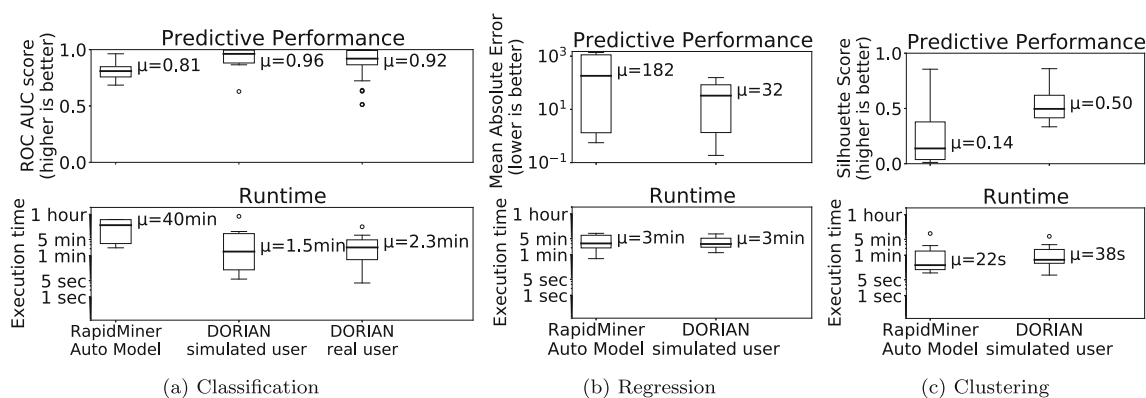 Predictive Performance
ROC AUC score
(higher is better)
1.0
0.5
0.0
μ=0.81
μ=0.96
μ=0.92
Runtime
Execution time
1 hour
5 min
1 min
5 sec
1 sec
μ=40min
μ=1.5min
μ=2.3min
RapidMiner
Auto Model
DORIAN
simulated user
DORIAN
real user
(a) Classification
Predictive Performance
Mean Absolute Error
(lower is better)
10³
10¹
10⁻¹
μ=182
μ=32
Runtime
Execution time
1 hour
5 min
1 min
5 sec
1 sec
μ=3min
μ=3min
RapidMiner
Auto Model
DORIAN
simulated user
(b) Regression
Predictive Performance
Silhouette Score
(higher is better)
1.0
0.5
0.0
μ=0.14
μ=0.50
Runtime
Execution time
1 hour
5 min
1 min
5 sec
1 sec
μ=22s
μ=38s
RapidMiner
Auto Model
DORIAN
simulated user
(c) Clustering